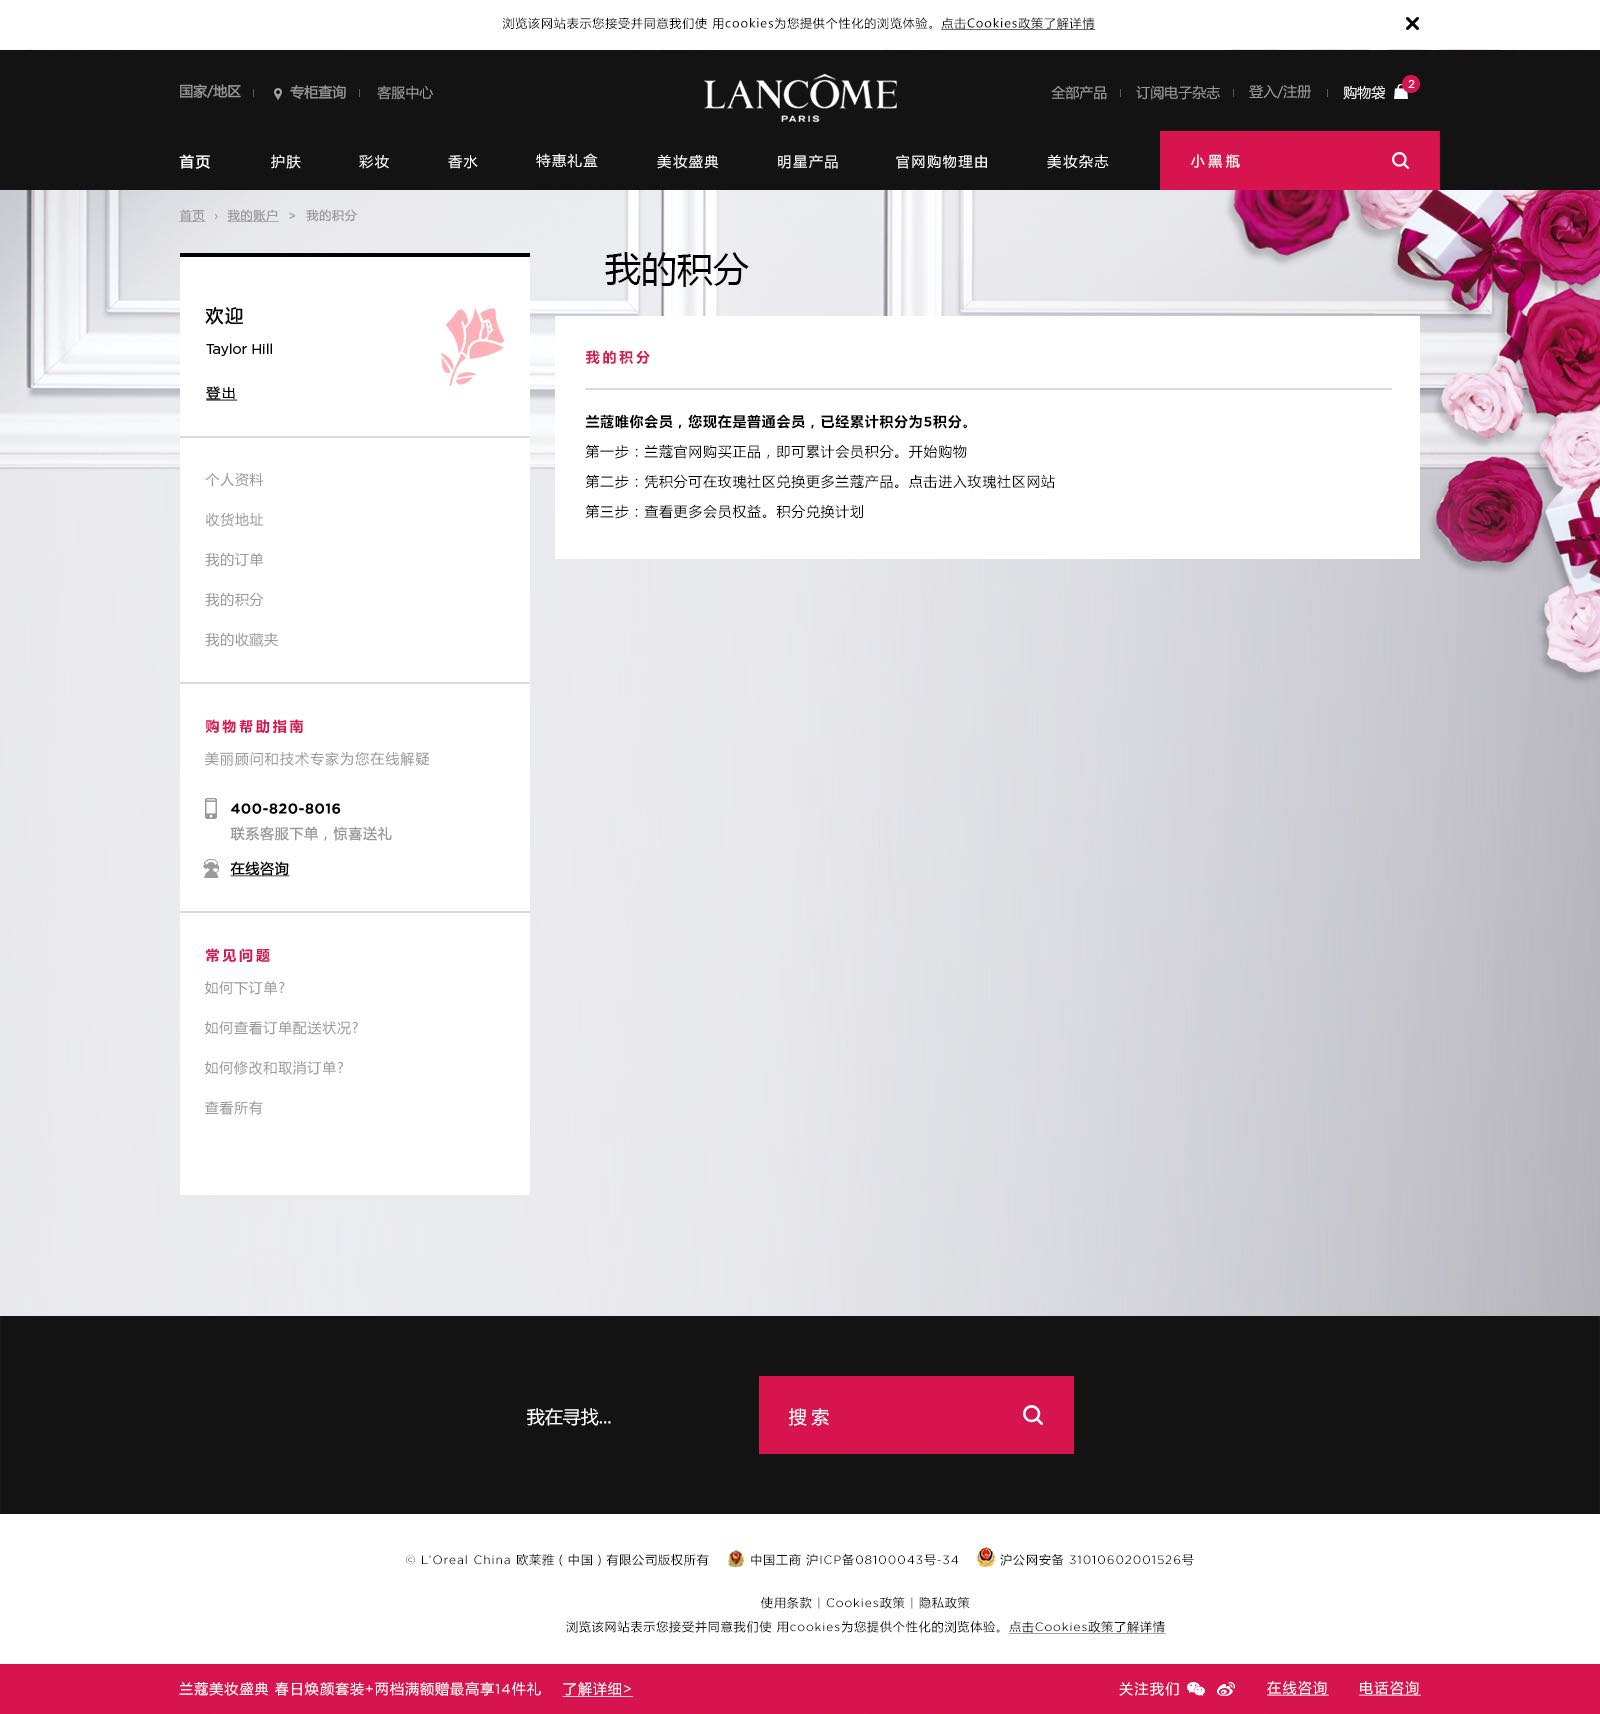 浏览该网站表示您接受并同意我们使 用cookies为您提供个性化的浏览体验。点击Cookies政策了解详情
国家/地区 专柜查询 客服中心
LANCÔME
PARIS
全部产品 订阅电子杂志 登入/注册 购物袋 2
首页 护肤 彩妆 香水 特惠礼盒 美妆盛典 明星产品 官网购物理由 美妆杂志 小黑瓶
首页 › 我的账户 > 我的积分
我的积分
欢迎
Taylor Hill
登出
个人资料
收货地址
我的订单
我的积分
我的收藏夹
购物帮助指南
美丽顾问和技术专家为您在线解疑
400-820-8016
联系客服下单，惊喜送礼
在线咨询
常见问题
如何下订单?
如何查看订单配送状况?
如何修改和取消订单?
查看所有
我的积分
兰蔻唯你会员，您现在是普通会员，已经累计积分为5积分。
第一步：兰蔻官网购买正品，即可累计会员积分。开始购物
第二步：凭积分可在玫瑰社区兑换更多兰蔻产品。点击进入玫瑰社区网站
第三步：查看更多会员权益。积分兑换计划
我在寻找... 搜索
© L'Oreal China 欧莱雅 ( 中国 ) 有限公司版权所有 中国工商 沪ICP备08100043号-34 沪公网安备 31010602001526号
使用条款 | Cookies政策 | 隐私政策
浏览该网站表示您接受并同意我们使 用cookies为您提供个性化的浏览体验。点击Cookies政策了解详情
兰蔻美妆盛典 春日焕颜套装+两档满额赠最高享14件礼 了解详细> 关注我们 在线咨询 电话咨询